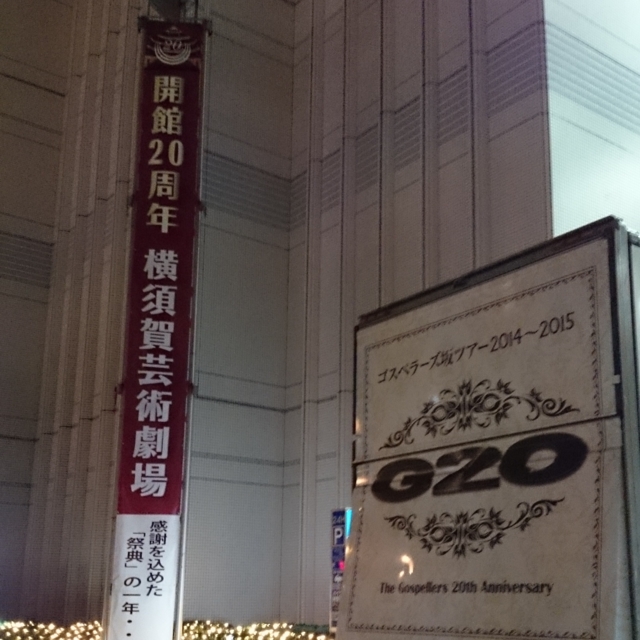 開館20周年 横須賀芸術劇場
感謝を込めた
「祭典」の一年・・
ゴスペラーズ坂ツアー2014～2015
G20
The Gospellers 20th Anniversary
P